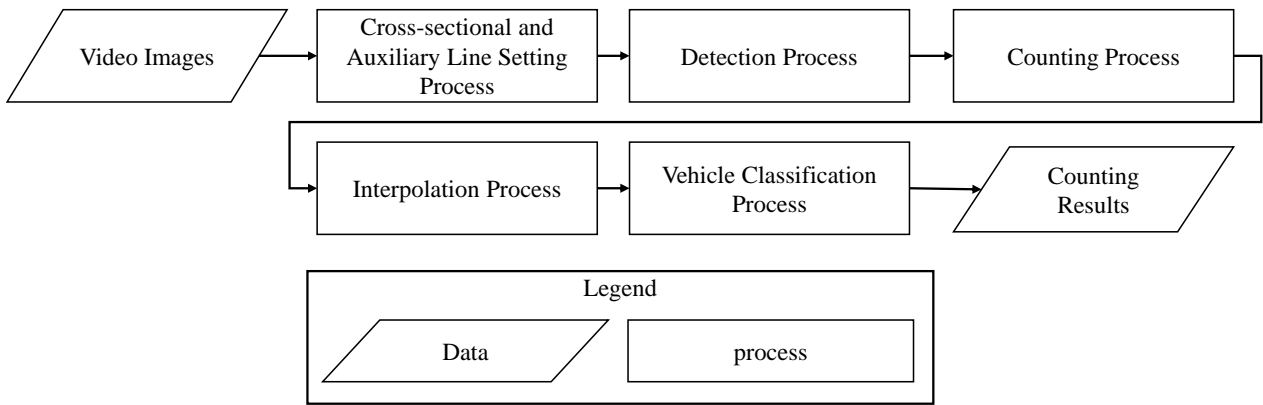 Video Images
Cross-sectional and
Auxiliary Line Setting
Process
Detection Process
Counting Process
Interpolation Process
Vehicle Classification
Process
Counting
Results
Legend
Data
process